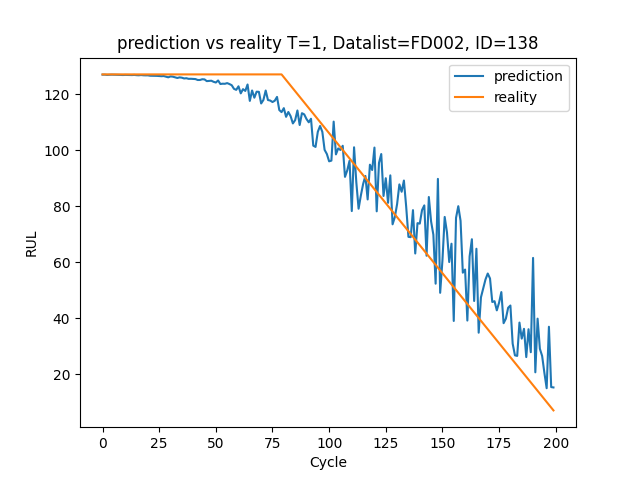 prediction vs reality T=1, Datalist=FD002, ID=138
prediction
reality
RUL
120
100
80
60
40
20
0 25 50 75 100 125 150 175 200
Cycle